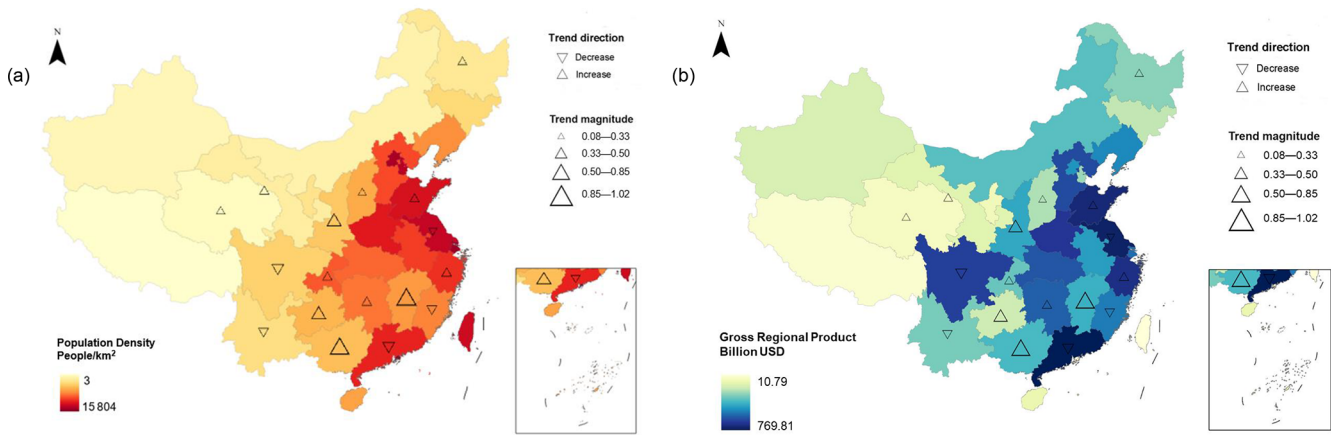 (a)
N
Trend direction
Decrease
Increase
Trend magnitude
0.08—0.33
0.33—0.50
0.50—0.85
0.85—1.02
Population Density
People/km²
3
15 804
(b)
N
Trend direction
Decrease
Increase
Trend magnitude
0.08—0.33
0.33—0.50
0.50—0.85
0.85—1.02
Gross Regional Product
Billion USD
10.79
769.81